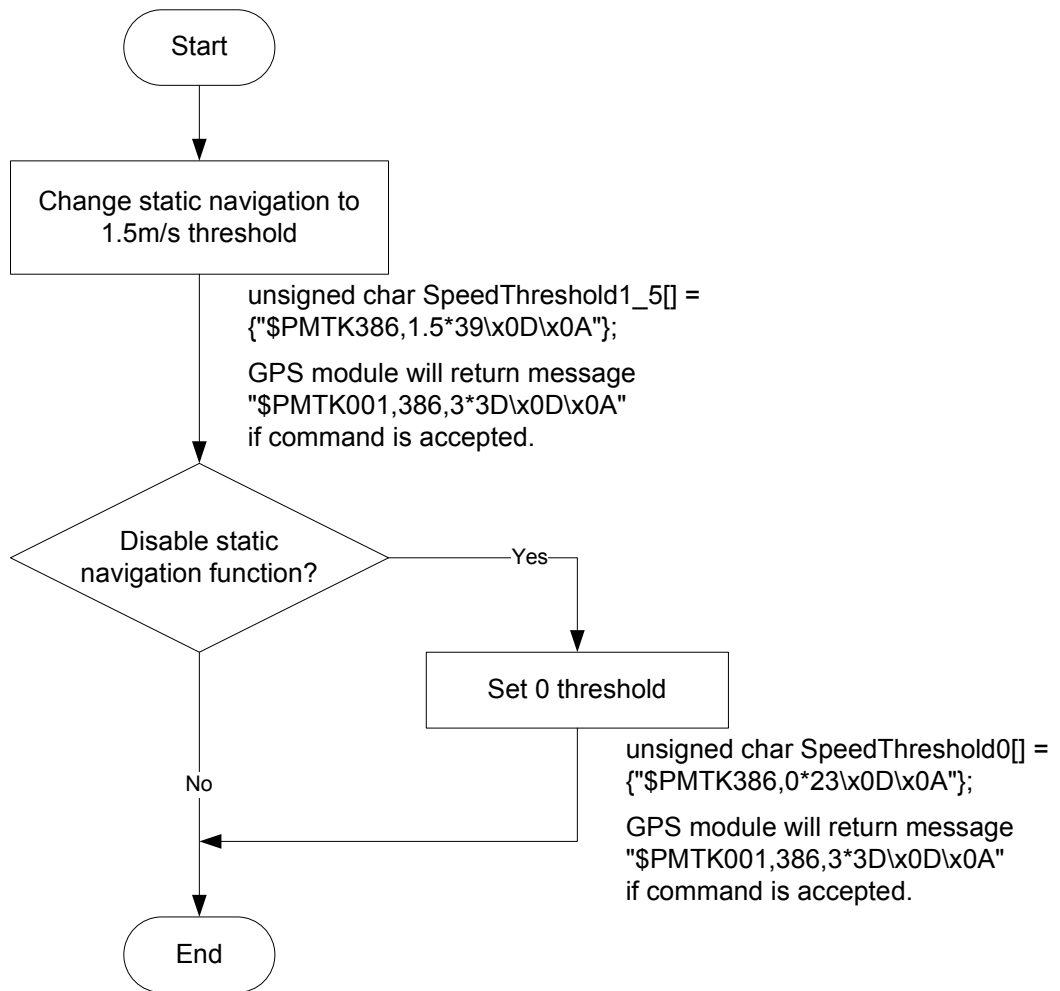 Start
Change static navigation to
1.5m/s threshold
unsigned char SpeedThreshold1_5[] =
{"$PMTK386,1.5*39\x0D\x0A"};
GPS module will return message
"$PMTK001,386,3*3D\x0D\x0A"
if command is accepted.
Disable static
navigation function?
Yes
Set 0 threshold
unsigned char SpeedThreshold0[] =
{"$PMTK386,0*23\x0D\x0A"};
No
GPS module will return message
"$PMTK001,386,3*3D\x0D\x0A"
if command is accepted.
End